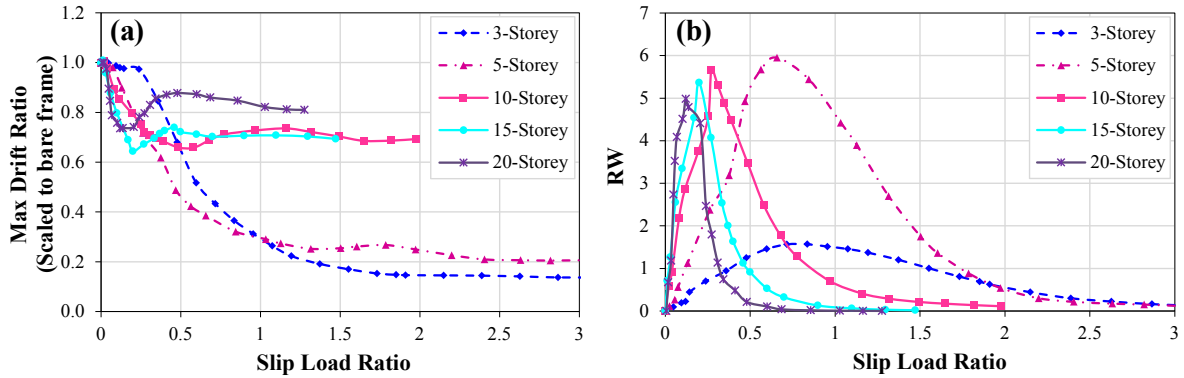 (a)
Max Drift Ratio
(Scaled to bare frame)
1.2
1.0
0.8
0.6
0.4
0.2
0.0
0
0.5
1
1.5
2
2.5
3
Slip Load Ratio
3-Storey
5-Storey
10-Storey
15-Storey
20-Storey
(b)
RW
7
6
5
4
3
2
1
0
0
0.5
1
1.5
2
2.5
3
Slip Load Ratio
3-Storey
5-Storey
10-Storey
15-Storey
20-Storey